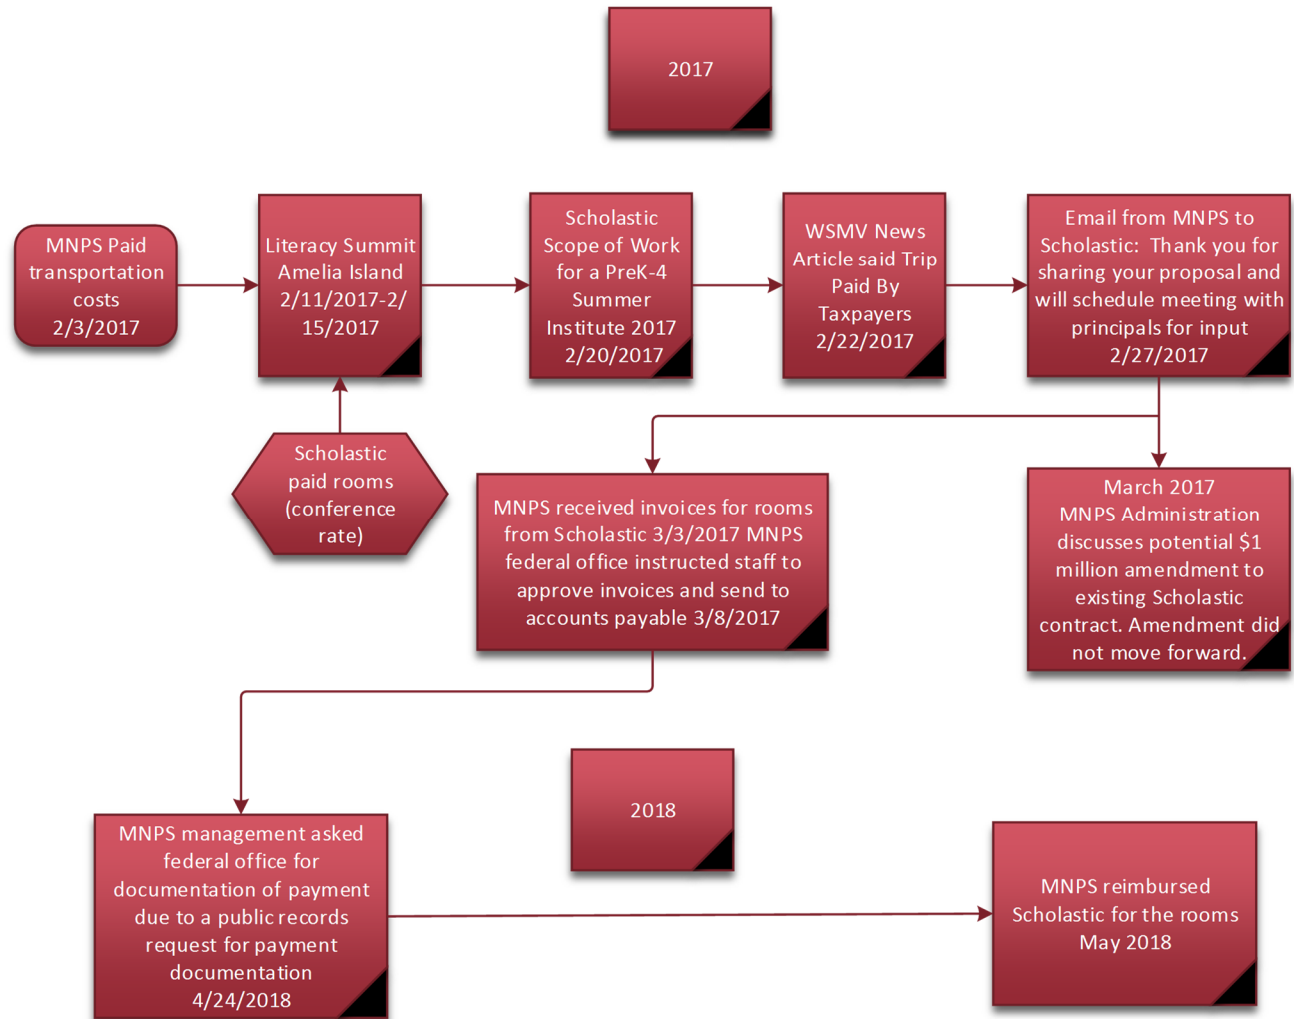 2017
MNPS Paid
transportation
costs
2/3/2017
Literacy Summit
Amelia Island
2/11/2017-2/
15/2017
Scholastic
Scope of Work
for a PreK-4
Summer
Institute 2017
2/20/2017
WSMV News
Article said Trip
Paid By
Taxpayers
2/22/2017
Email from MNPS to
Scholastic:  Thank you for
sharing your proposal and
will schedule meeting with
principals for input
2/27/2017
Scholastic
paid rooms
(conference
rate)
MNPS received invoices for rooms
from Scholastic 3/3/2017 MNPS
federal office instructed staff to
approve invoices and send to
accounts payable 3/8/2017
March 2017
MNPS Administration
discusses potential $1
million amendment to
existing Scholastic
contract. Amendment did
not move forward.
2018
MNPS management asked
federal office for
documentation of payment
due to a public records
request for payment
documentation
4/24/2018
MNPS reimbursed
Scholastic for the rooms
May 2018